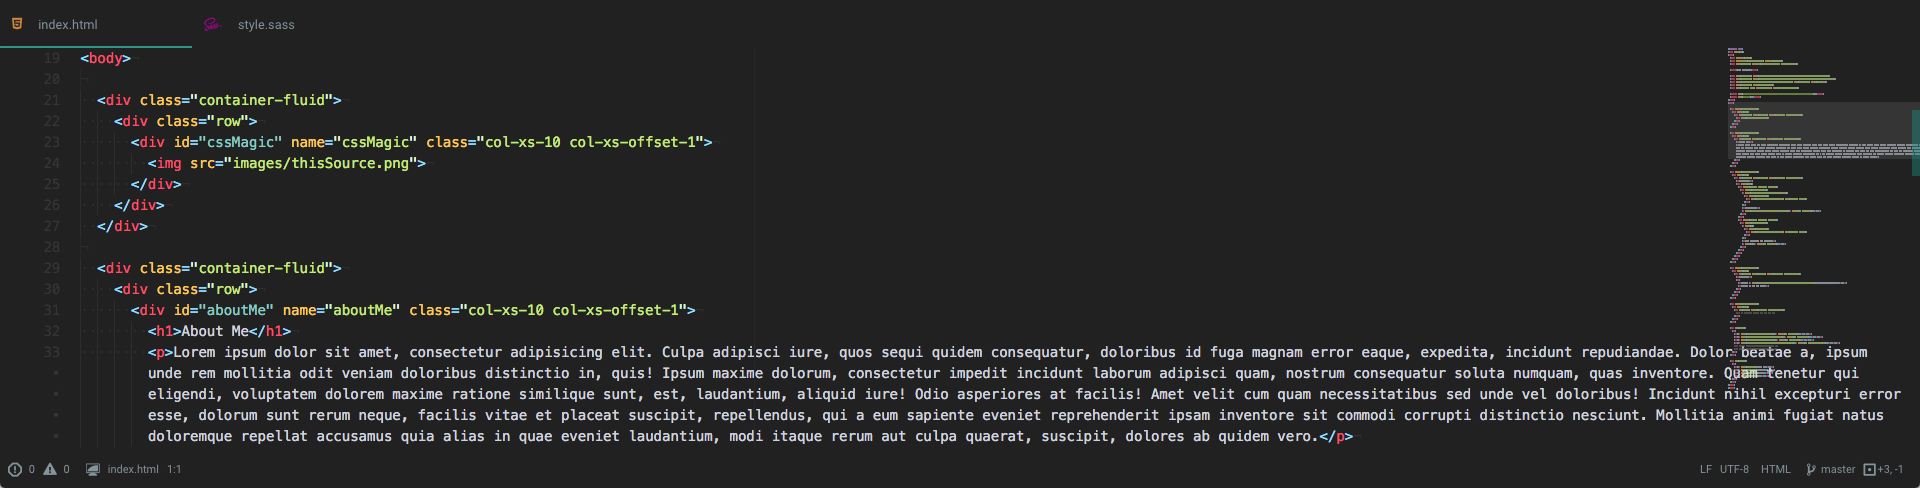 index.html
style.sass
19 <body>
20
21 <div class="container-fluid">
22 <div class="row">
23 <div id="cssMagic" name="cssMagic" class="col-xs-10 col-xs-offset-1">
24 <img src="images/thisSource.png">
25 </div>
26 </div>
27 </div>
28
29 <div class="container-fluid">
30 <div class="row">
31 <div id="aboutMe" name="aboutMe" class="col-xs-10 col-xs-offset-1">
32 <h1>About Me</h1>
33 <p>Lorem ipsum dolor sit amet, consectetur adipisicing elit. Culpa adipisci iure, quos sequi quidem consequatur, doloribus id fuga magnam error eaque, expedita, incidunt repudiandae. Dolor beatae a, ipsum
unde rem mollitia odit veniam doloribus distinctio in, quis! Ipsum maxime dolorum, consectetur impedit incidunt laborum adipisci quam, nostrum consequatur soluta numquam, quas inventore. Quam tenetur qui
eligendi, voluptatem dolorem maxime ratione similique sunt, est, laudantium, aliquid iure! Odio asperiores at facilis! Amet velit cum quam necessitatibus sed unde vel doloribus! Incidunt nihil excepturi error
esse, dolorum sunt rerum neque, facilis vitae et placeat suscipit, repellendus, qui a eum sapiente eveniet reprehenderit ipsam inventore sit commodi corrupti distinctio nesciunt. Mollitia animi fugiat natus
doloremque repellat accusamus quia alias in quae eveniet laudantium, modi itaque rerum aut culpa quaerat, suscipit, dolores ab quidem vero.</p>
0 0 index.html 1:1 LF UTF-8 HTML master +3, -1